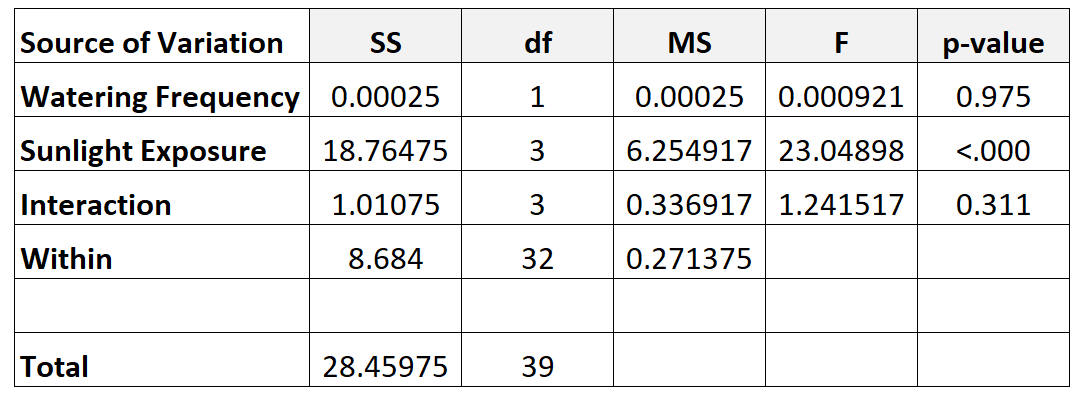 Source of Variation SS df MS F p-value
Watering Frequency 0.00025 1 0.00025 0.000921 0.975
Sunlight Exposure 18.76475 3 6.254917 23.04898 <.000
Interaction 1.01075 3 0.336917 1.241517 0.311
Within 8.684 32 0.271375
Total 28.45975 39